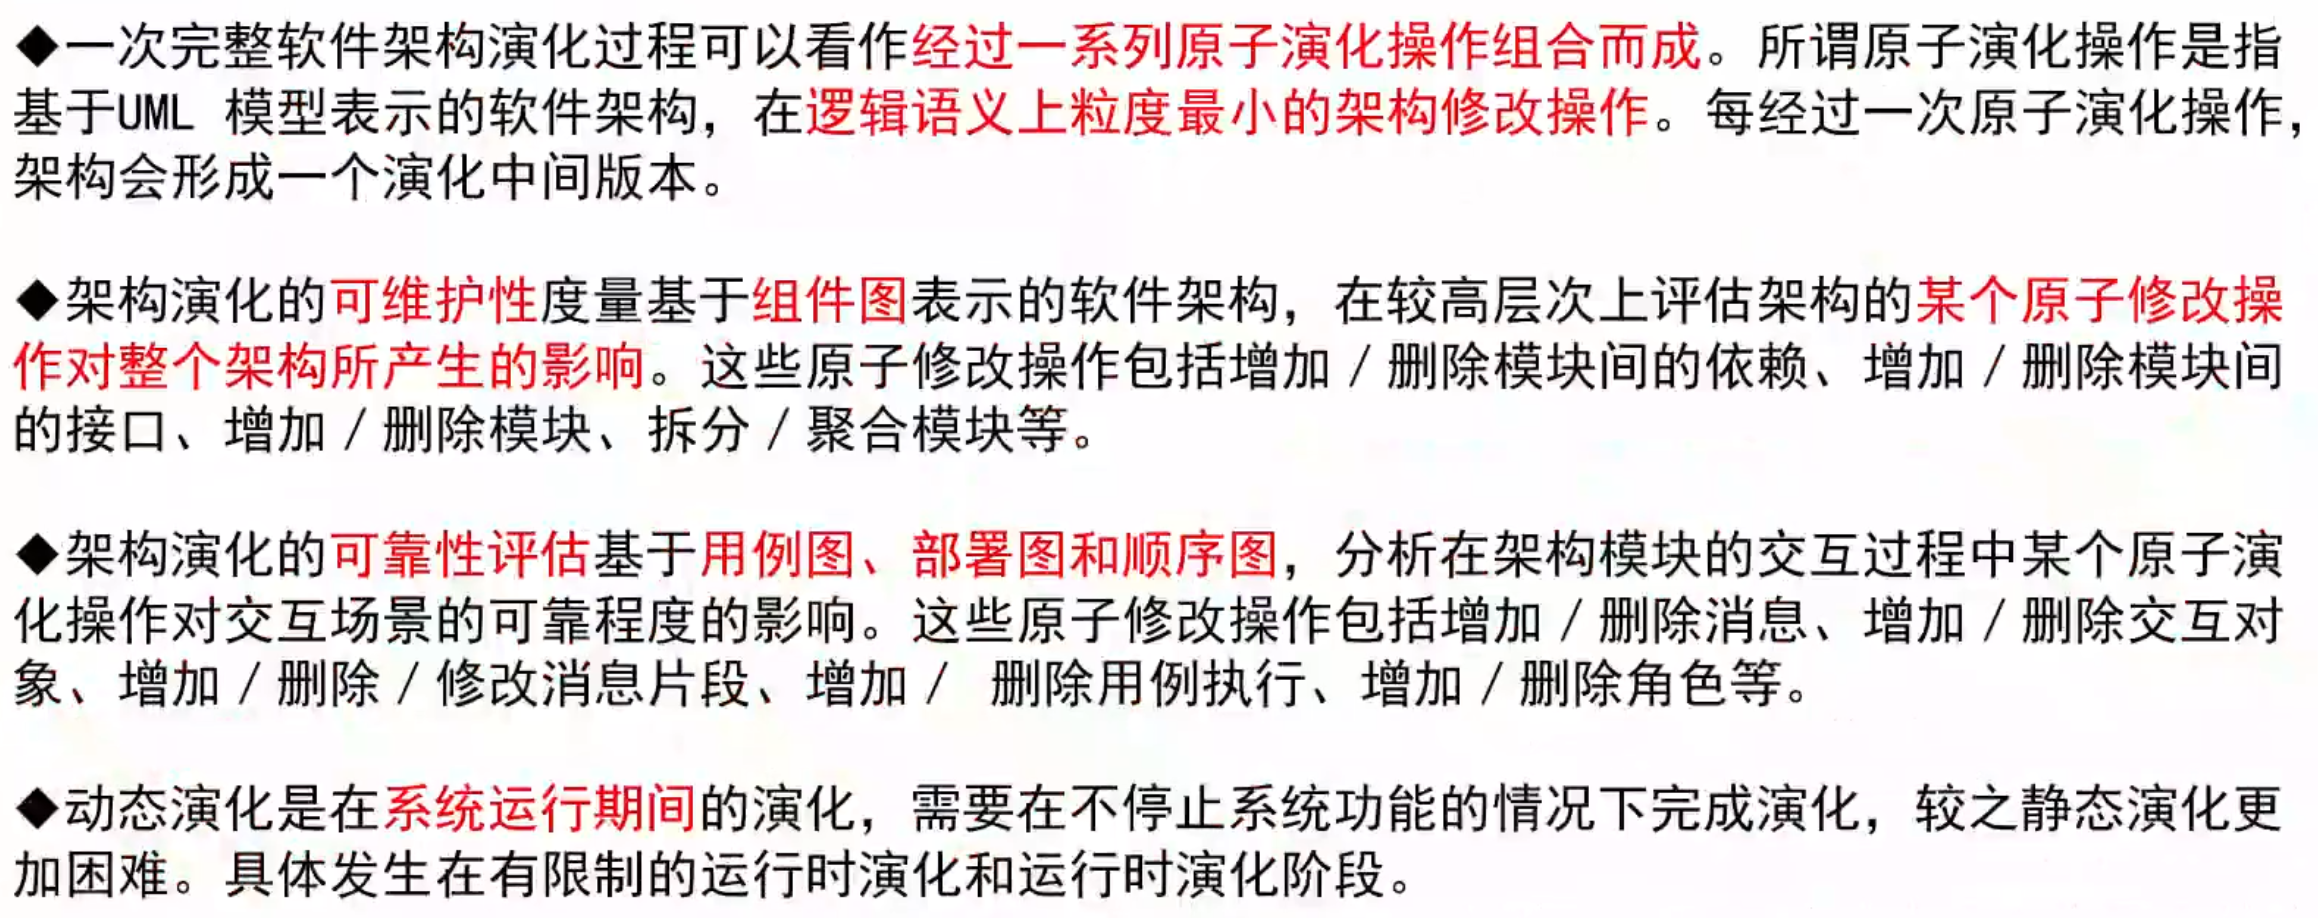 ◆一次完整软件架构演化过程可以看作经过一系列原子演化操作组合而成。所谓原子演化操作是指
基于UML 模型表示的软件架构，在逻辑语义上粒度最小的架构修改操作。每经过一次原子演化操作，
架构会形成一个演化中间版本。
◆架构演化的可维护性度量基于组件图表示的软件架构，在较高层次上评估架构的某个原子修改操
作对整个架构所产生的影响。这些原子修改操作包括增加／删除模块间的依赖、增加／删除模块间
的接口、增加／删除模块、拆分／聚合模块等。
◆架构演化的可靠性评估基于用例图、部署图和顺序图，分析在架构模块的交互过程中某个原子演
化操作对交互场景的可靠程度的影响。这些原子修改操作包括增加／删除消息、增加／删除交互对
象、增加／删除／修改消息片段、增加／ 删除用例执行、增加／删除角色等。
◆动态演化是在系统运行期间的演化，需要在不停止系统功能的情况下完成演化，较之静态演化更
加困难。具体发生在有限制的运行时演化和运行时演化阶段。